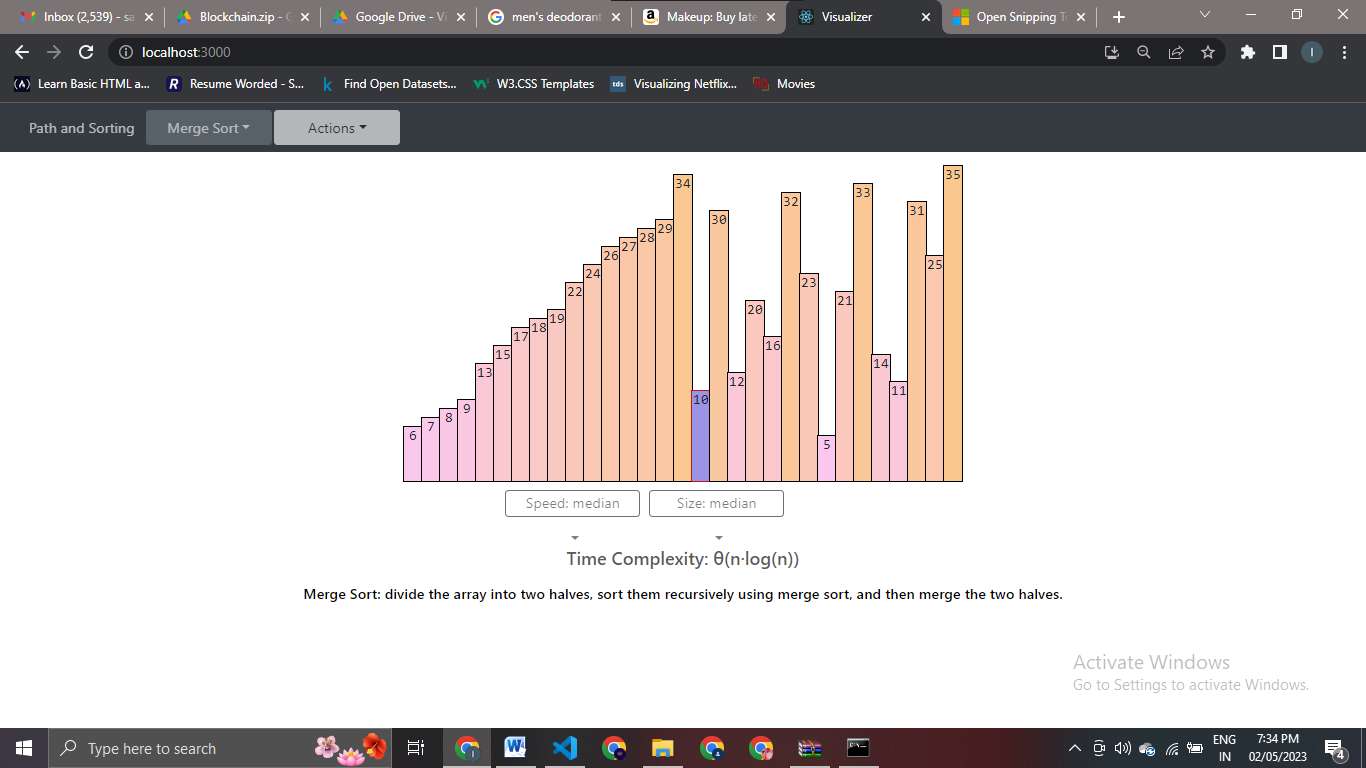 Inbox (2,539) - sa
Blockchain.zip - G
Google Drive - Vi
men's deodorant
Makeup: Buy late
Visualizer
Open Snipping T
localhost:3000
I
Learn Basic HTML a...
Resume Worded - S...
Find Open Datasets...
W3.CSS Templates
Visualizing Netflix...
Movies
Path and Sorting
Merge Sort
Actions
6 7 8 9 13 15 17 18 19 22 24 26 27 28 29 34 10 30 12 20 16 32 23 5 21 33 14 11 31 25 35
Speed: median
Size: median
Time Complexity: θ(n·log(n))
Merge Sort: divide the array into two halves, sort them recursively using merge sort, and then merge the two halves.
Activate Windows
Go to Settings to activate Windows.
Type here to search
ENG
IN
7:34 PM
02/05/2023
4